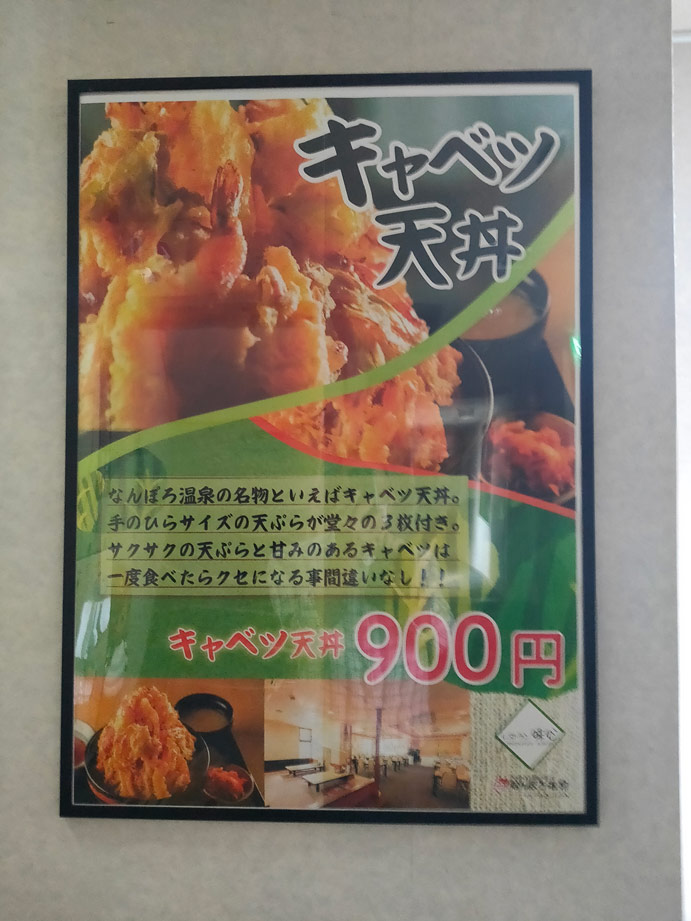 キャベツ
天丼
なんぽろ温泉の名物といえばキャベツ天丼。
手のひらサイズの天ぷらが堂々の3枚付き。
サクサクの天ぷらと甘みのあるキャベツは
一度食べたらクセになる事間違いなし！！
キャベツ天丼 900円
味心